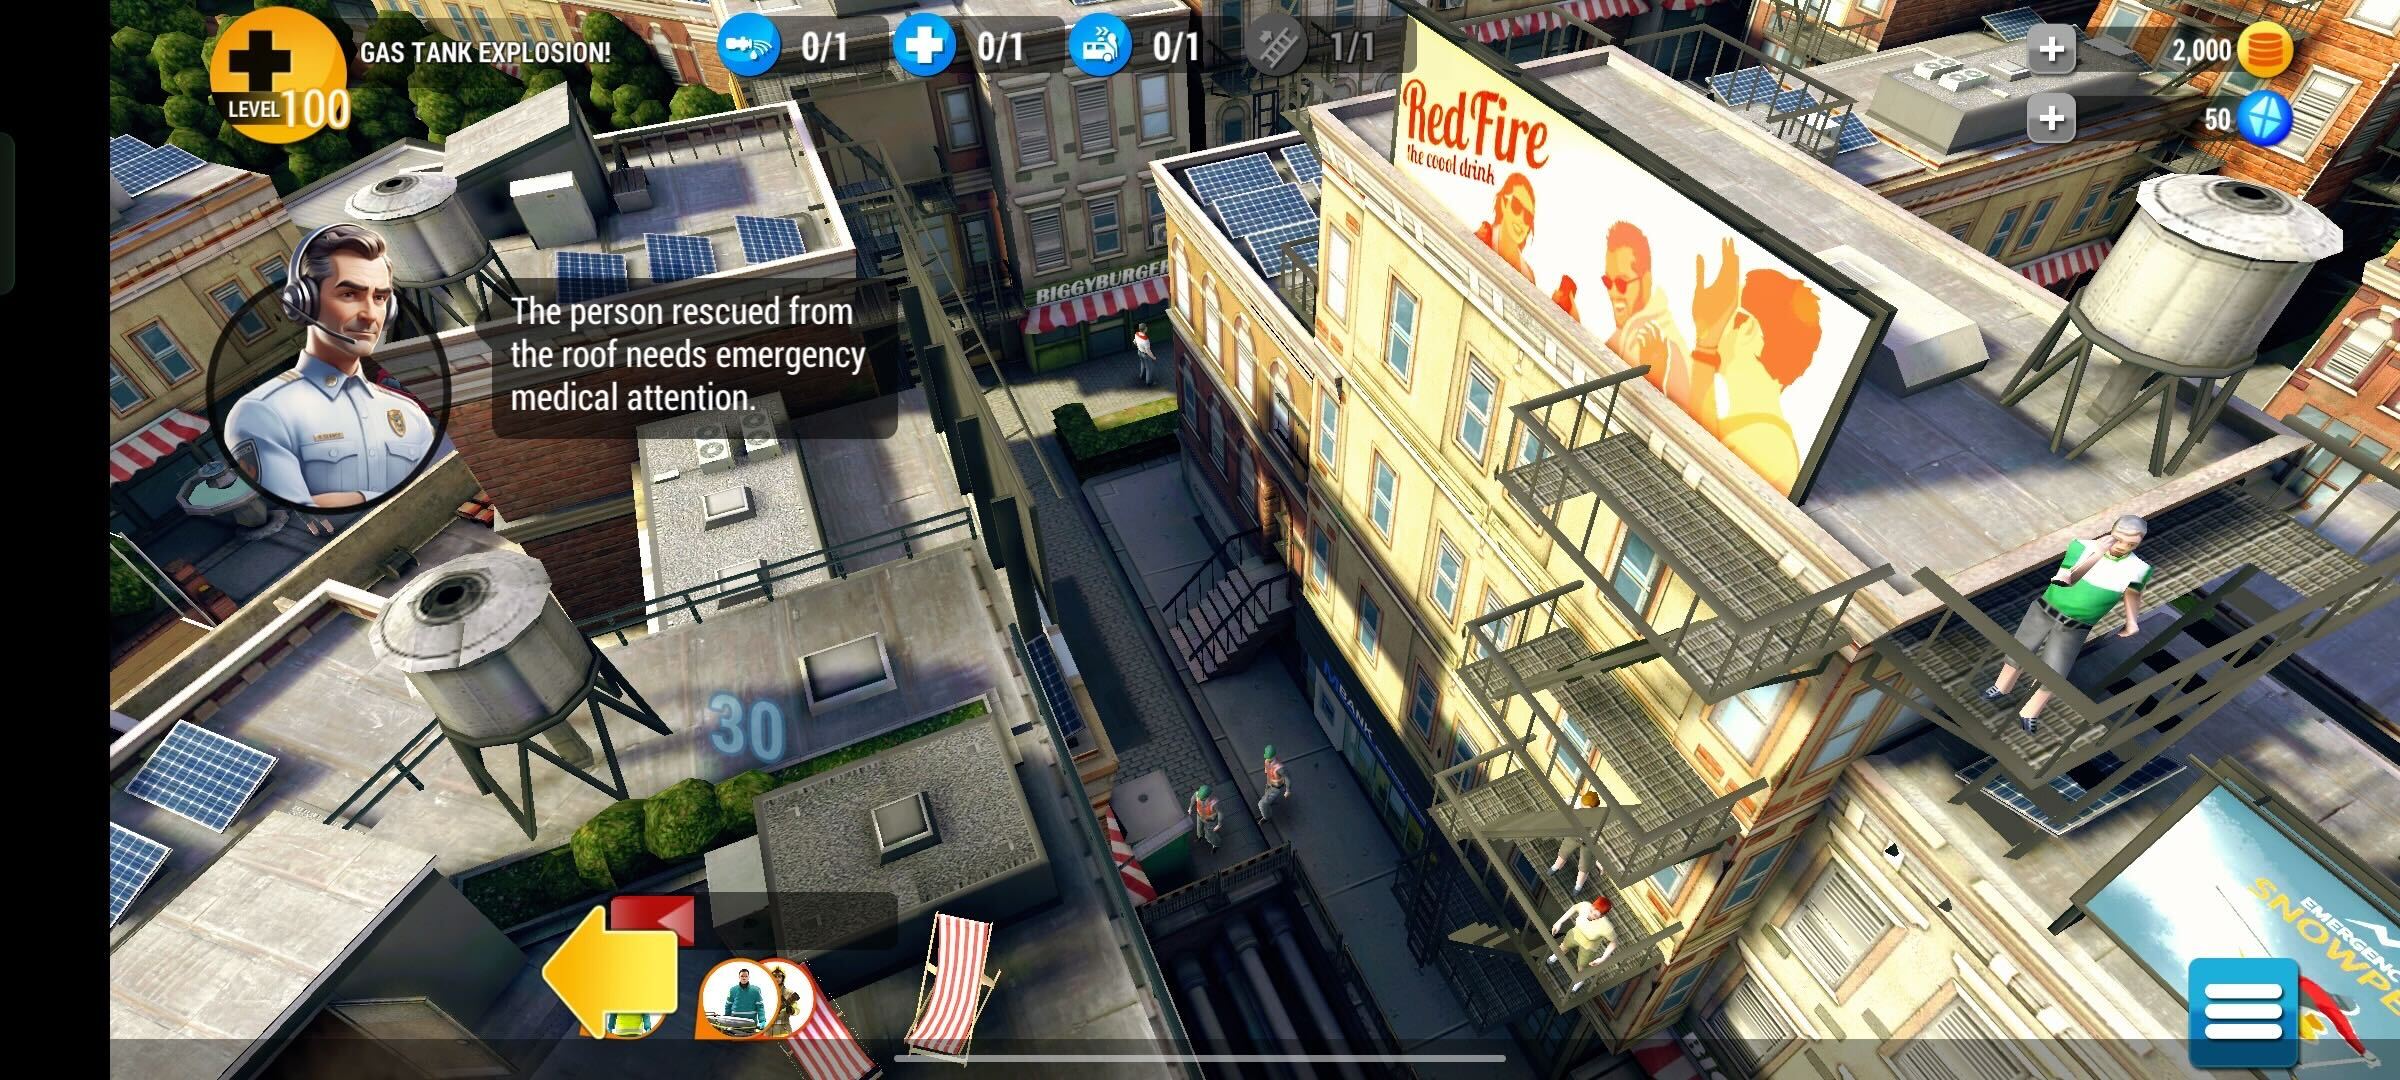 GAS TANK EXPLOSION!
LEVEL 100
0/1
0/1
0/1
1/1
2,000
50
RedFire
the coool drink
The person rescued from
the roof needs emergency
medical attention.
BIGGYBURGER
30
BANK
EMERGENC
SNOWPE